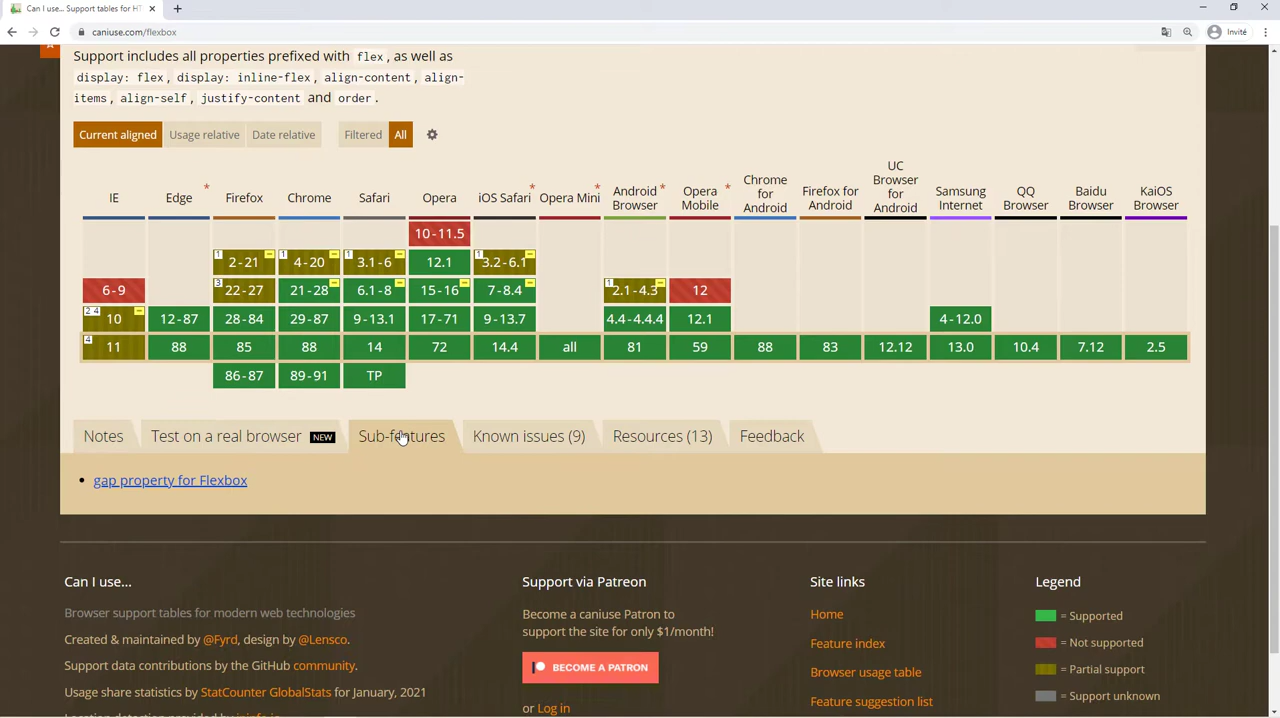 Can I use... Support tables for HT
caniuse.com/flexbox
Invité
Support includes all properties prefixed with flex, as well as
display: flex, display: inline-flex, align-content, align-
items, align-self, justify-content and order.
Current aligned Usage relative Date relative Filtered All
IE Edge * Firefox Chrome Safari Opera iOS Safari * Opera Mini * Android Browser * Opera Mobile * Chrome for Android Firefox for Android UC Browser for Android Samsung Internet QQ Browser Baidu Browser KaiOS Browser
10-11.5
1 2-21 1 4-20 1 3.1-6 12.1 1 3.2-6.1
6-9 3 22-27 21-28 6.1-8 15-16 7-8.4 1 2.1-4.3 12
2 4 10 12-87 28-84 29-87 9-13.1 17-71 9-13.7 4.4-4.4.4 12.1 4-12.0
4 11 88 85 88 14 72 14.4 all 81 59 88 83 12.12 13.0 10.4 7.12 2.5
86-87 89-91 TP
Notes Test on a real browser NEW Sub-features Known issues (9) Resources (13) Feedback
• gap property for Flexbox
Can I use... Support via Patreon Site links Legend
Browser support tables for modern web technologies
Created & maintained by @Fyrd, design by @Lensco.
Support data contributions by the GitHub community.
Usage share statistics by StatCounter GlobalStats for January, 2021
Become a caniuse Patron to
support the site for only $1/month!
BECOME A PATRON
or Log in
Home
Feature index
Browser usage table
Feature suggestion list
= Supported
= Not supported
= Partial support
= Support unknown